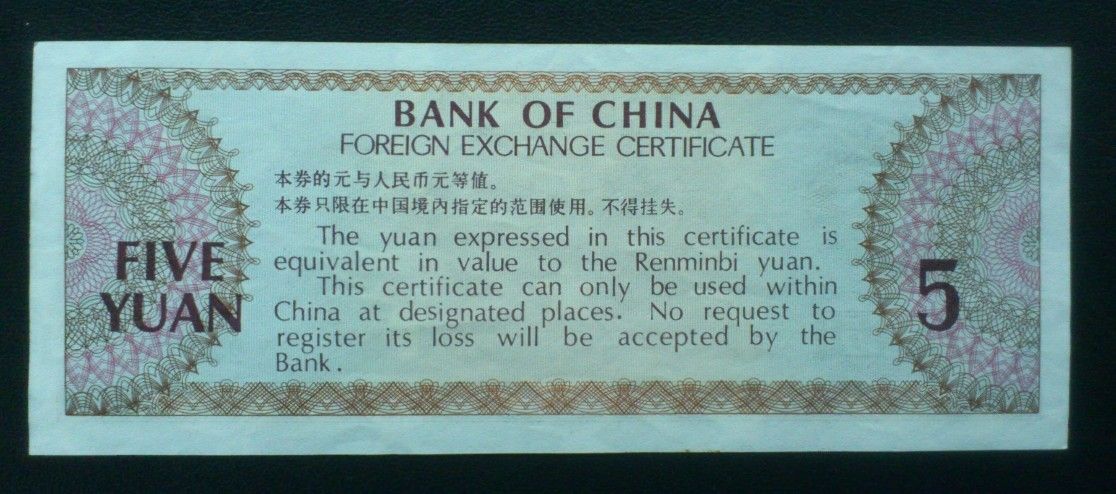 BANK OF CHINA
FOREIGN EXCHANGE CERTIFICATE
本券的元与人民币元等值。
本券只限在中国境内指定的范围使用。不得挂失。
The yuan expressed in this certificate is
equivalent in value to the Renminbi yuan.
This certificate can only be used within
China at designated places. No request to
register its loss will be accepted by the
Bank.
FIVE
YUAN
5